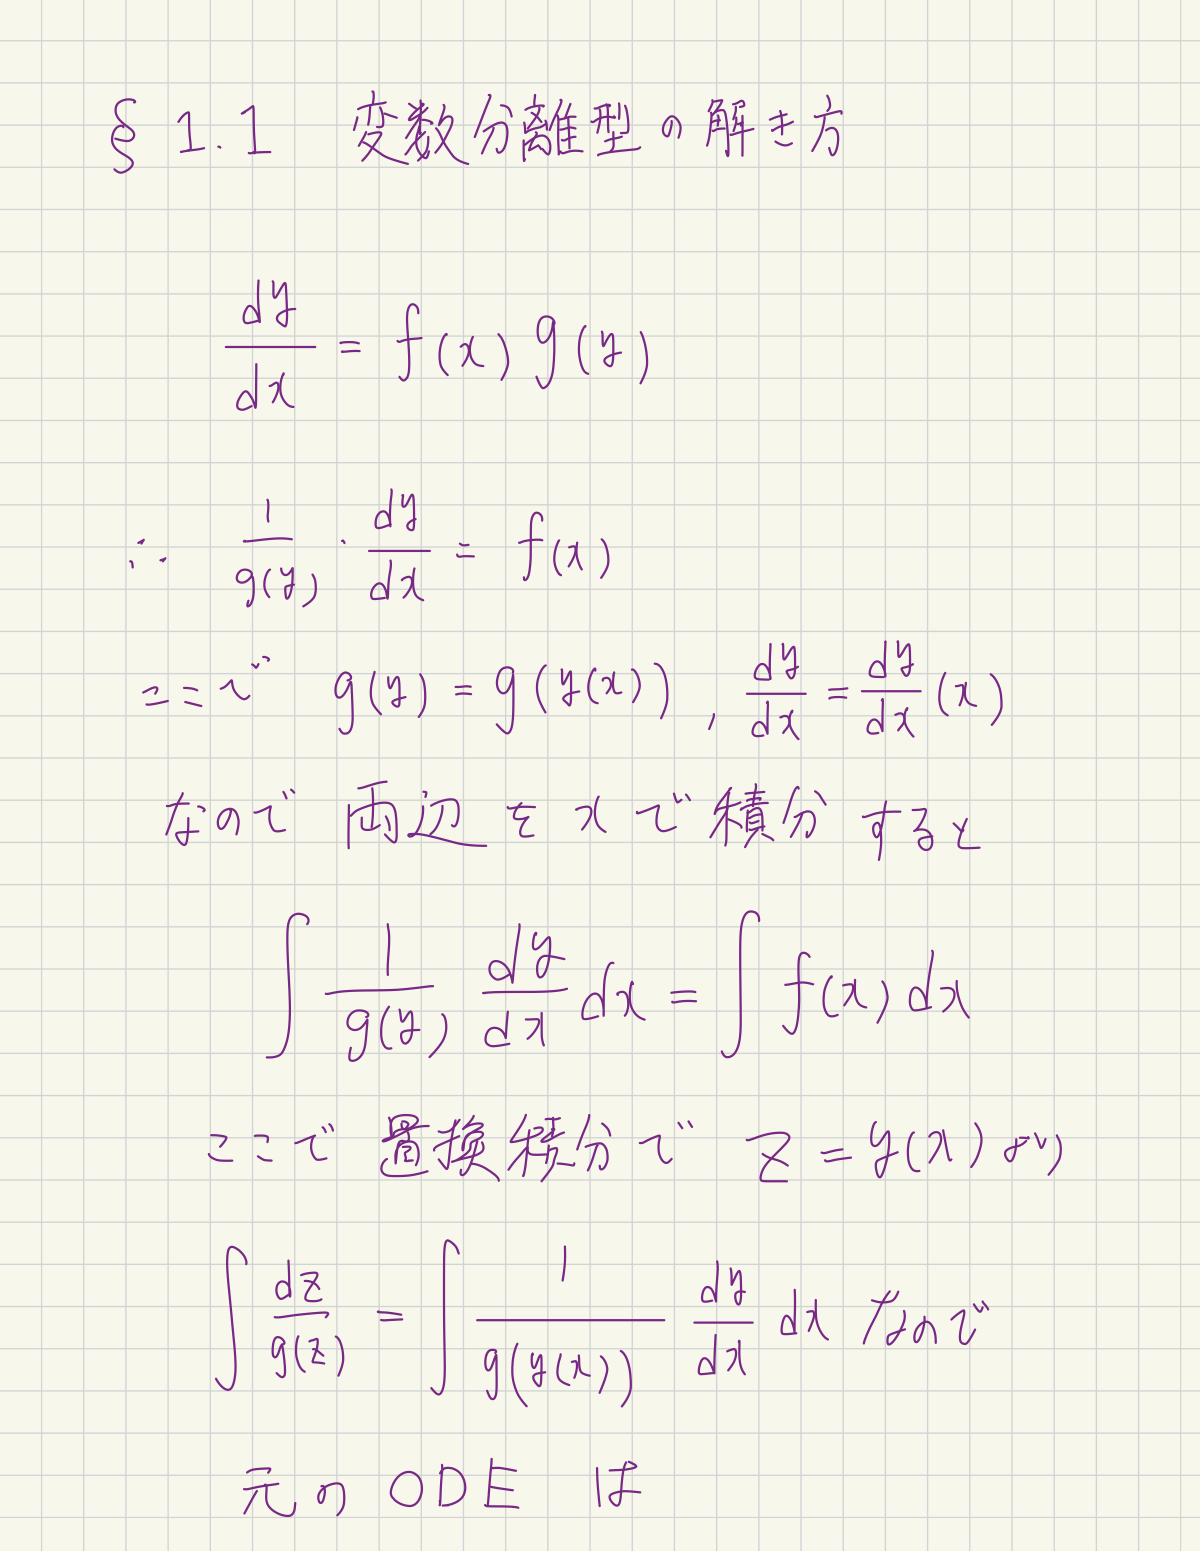 § 1.1 変数分離型の解き方
dy/dx = f(x) g(y)
∴ 1/g(y) · dy/dx = f(x)
ここで g(y) = g(y(x)) , dy/dx = dy/dx (x)
なので 両辺を xで積分すると
∫ 1/g(y) dy/dx dx = ∫ f(x) dx
ここで 置換積分で z = y(x) より
∫ dz/g(z) = ∫ 1/g(y(x)) dy/dx dx なので
元の ODE は